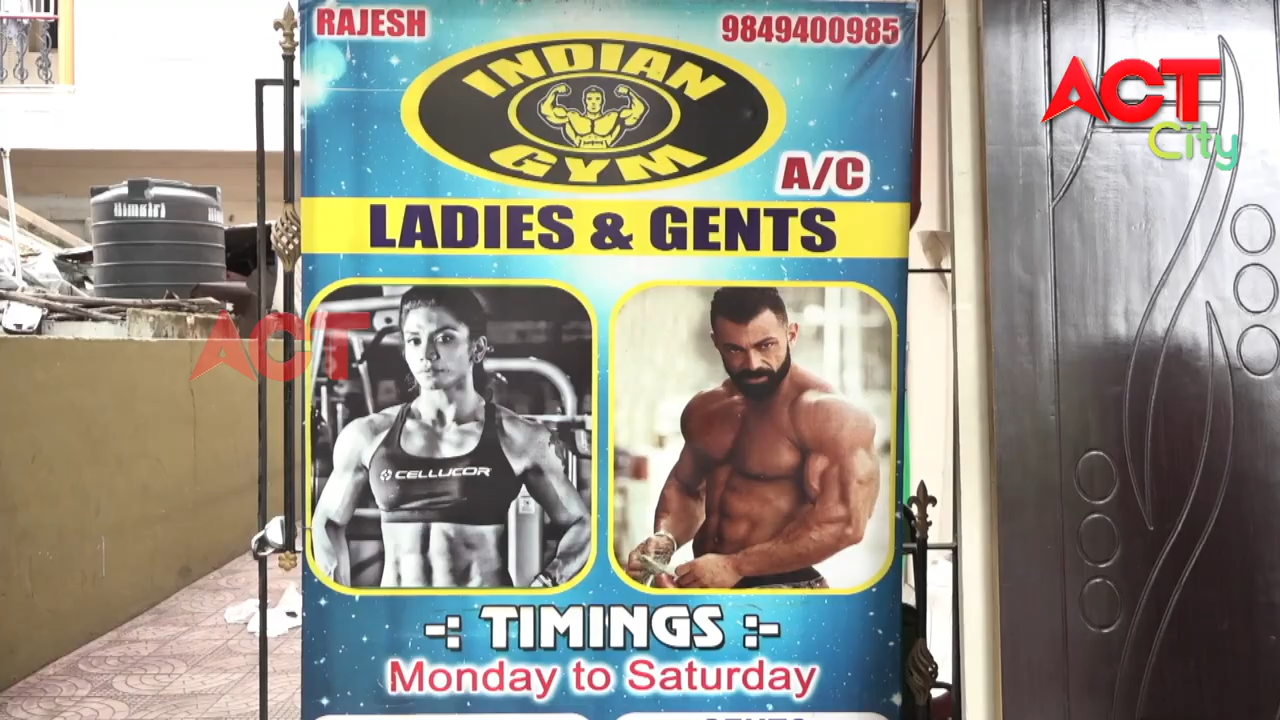 RAJESH
9849400985
INDIAN
GYM
A/C
LADIES & GENTS
CELLUCOR
-: TIMINGS :-
Monday to Saturday
ACT
City
ACT